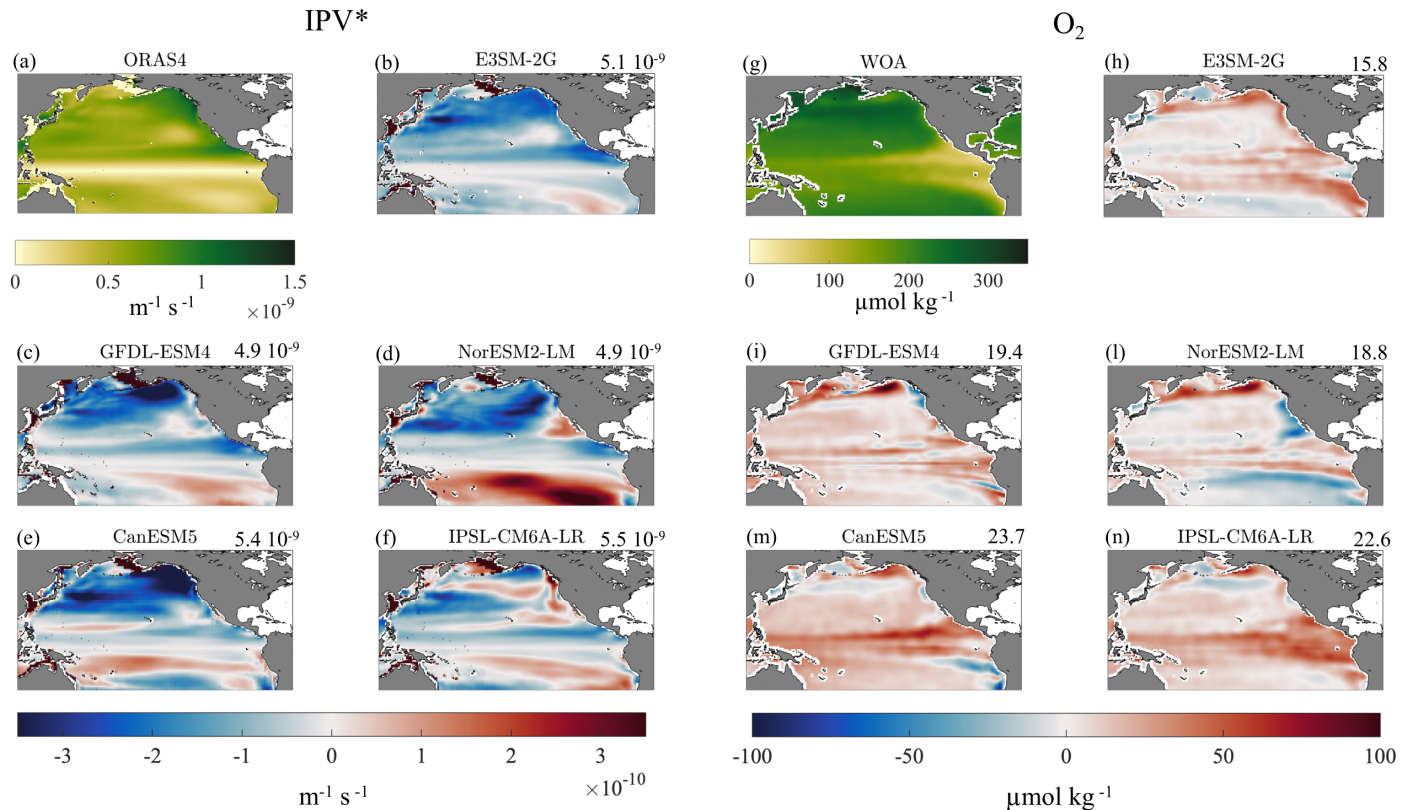 IPV*
O2
(a) ORAS4
(b) E3SM-2G 5.1 10-9
(g) WOA
(h) E3SM-2G 15.8
0 0.5 1 1.5
m-1 s-1 ×10-9
0 100 200 300
µmol kg-1
(c) GFDL-ESM4 4.9 10-9
(d) NorESM2-LM 4.9 10-9
(i) GFDL-ESM4 19.4
(l) NorESM2-LM 18.8
(e) CanESM5 5.4 10-9
(f) IPSL-CM6A-LR 5.5 10-9
(m) CanESM5 23.7
(n) IPSL-CM6A-LR 22.6
-3 -2 -1 0 1 2 3
×10-10
m-1 s-1
-100 -50 0 50 100
µmol kg-1